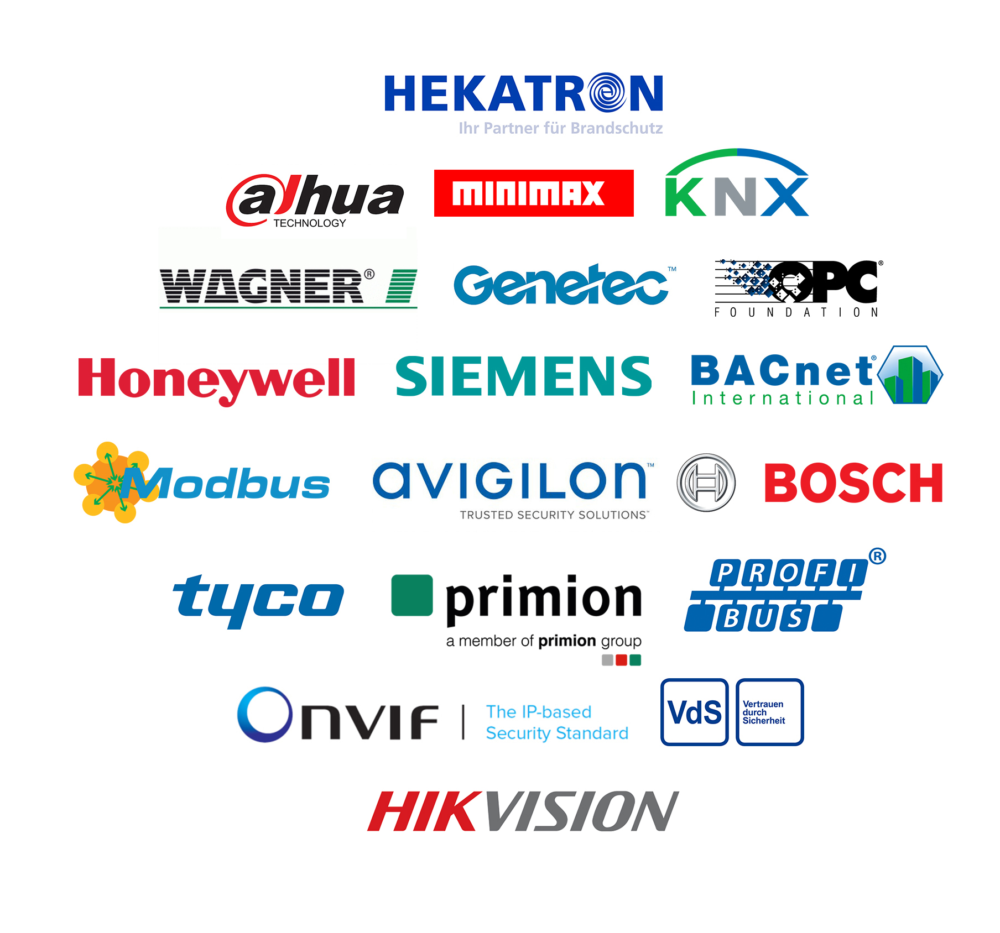 HEKATRON
Ihr Partner für Brandschutz
alhua
TECHNOLOGY
MINIMAX
KNX
WAGNER®
Genetec™
OPC®
FOUNDATION
Honeywell
SIEMENS
BACnet®
International
Modbus
aVIGILon™
TRUSTED SECURITY SOLUTIONS™
BOSCH
tyco
primion
a member of primion group
PROFI®
BUS
ONVIF
The IP-based
Security Standard
VdS
Vertrauen
durch
Sicherheit
HIKVISION